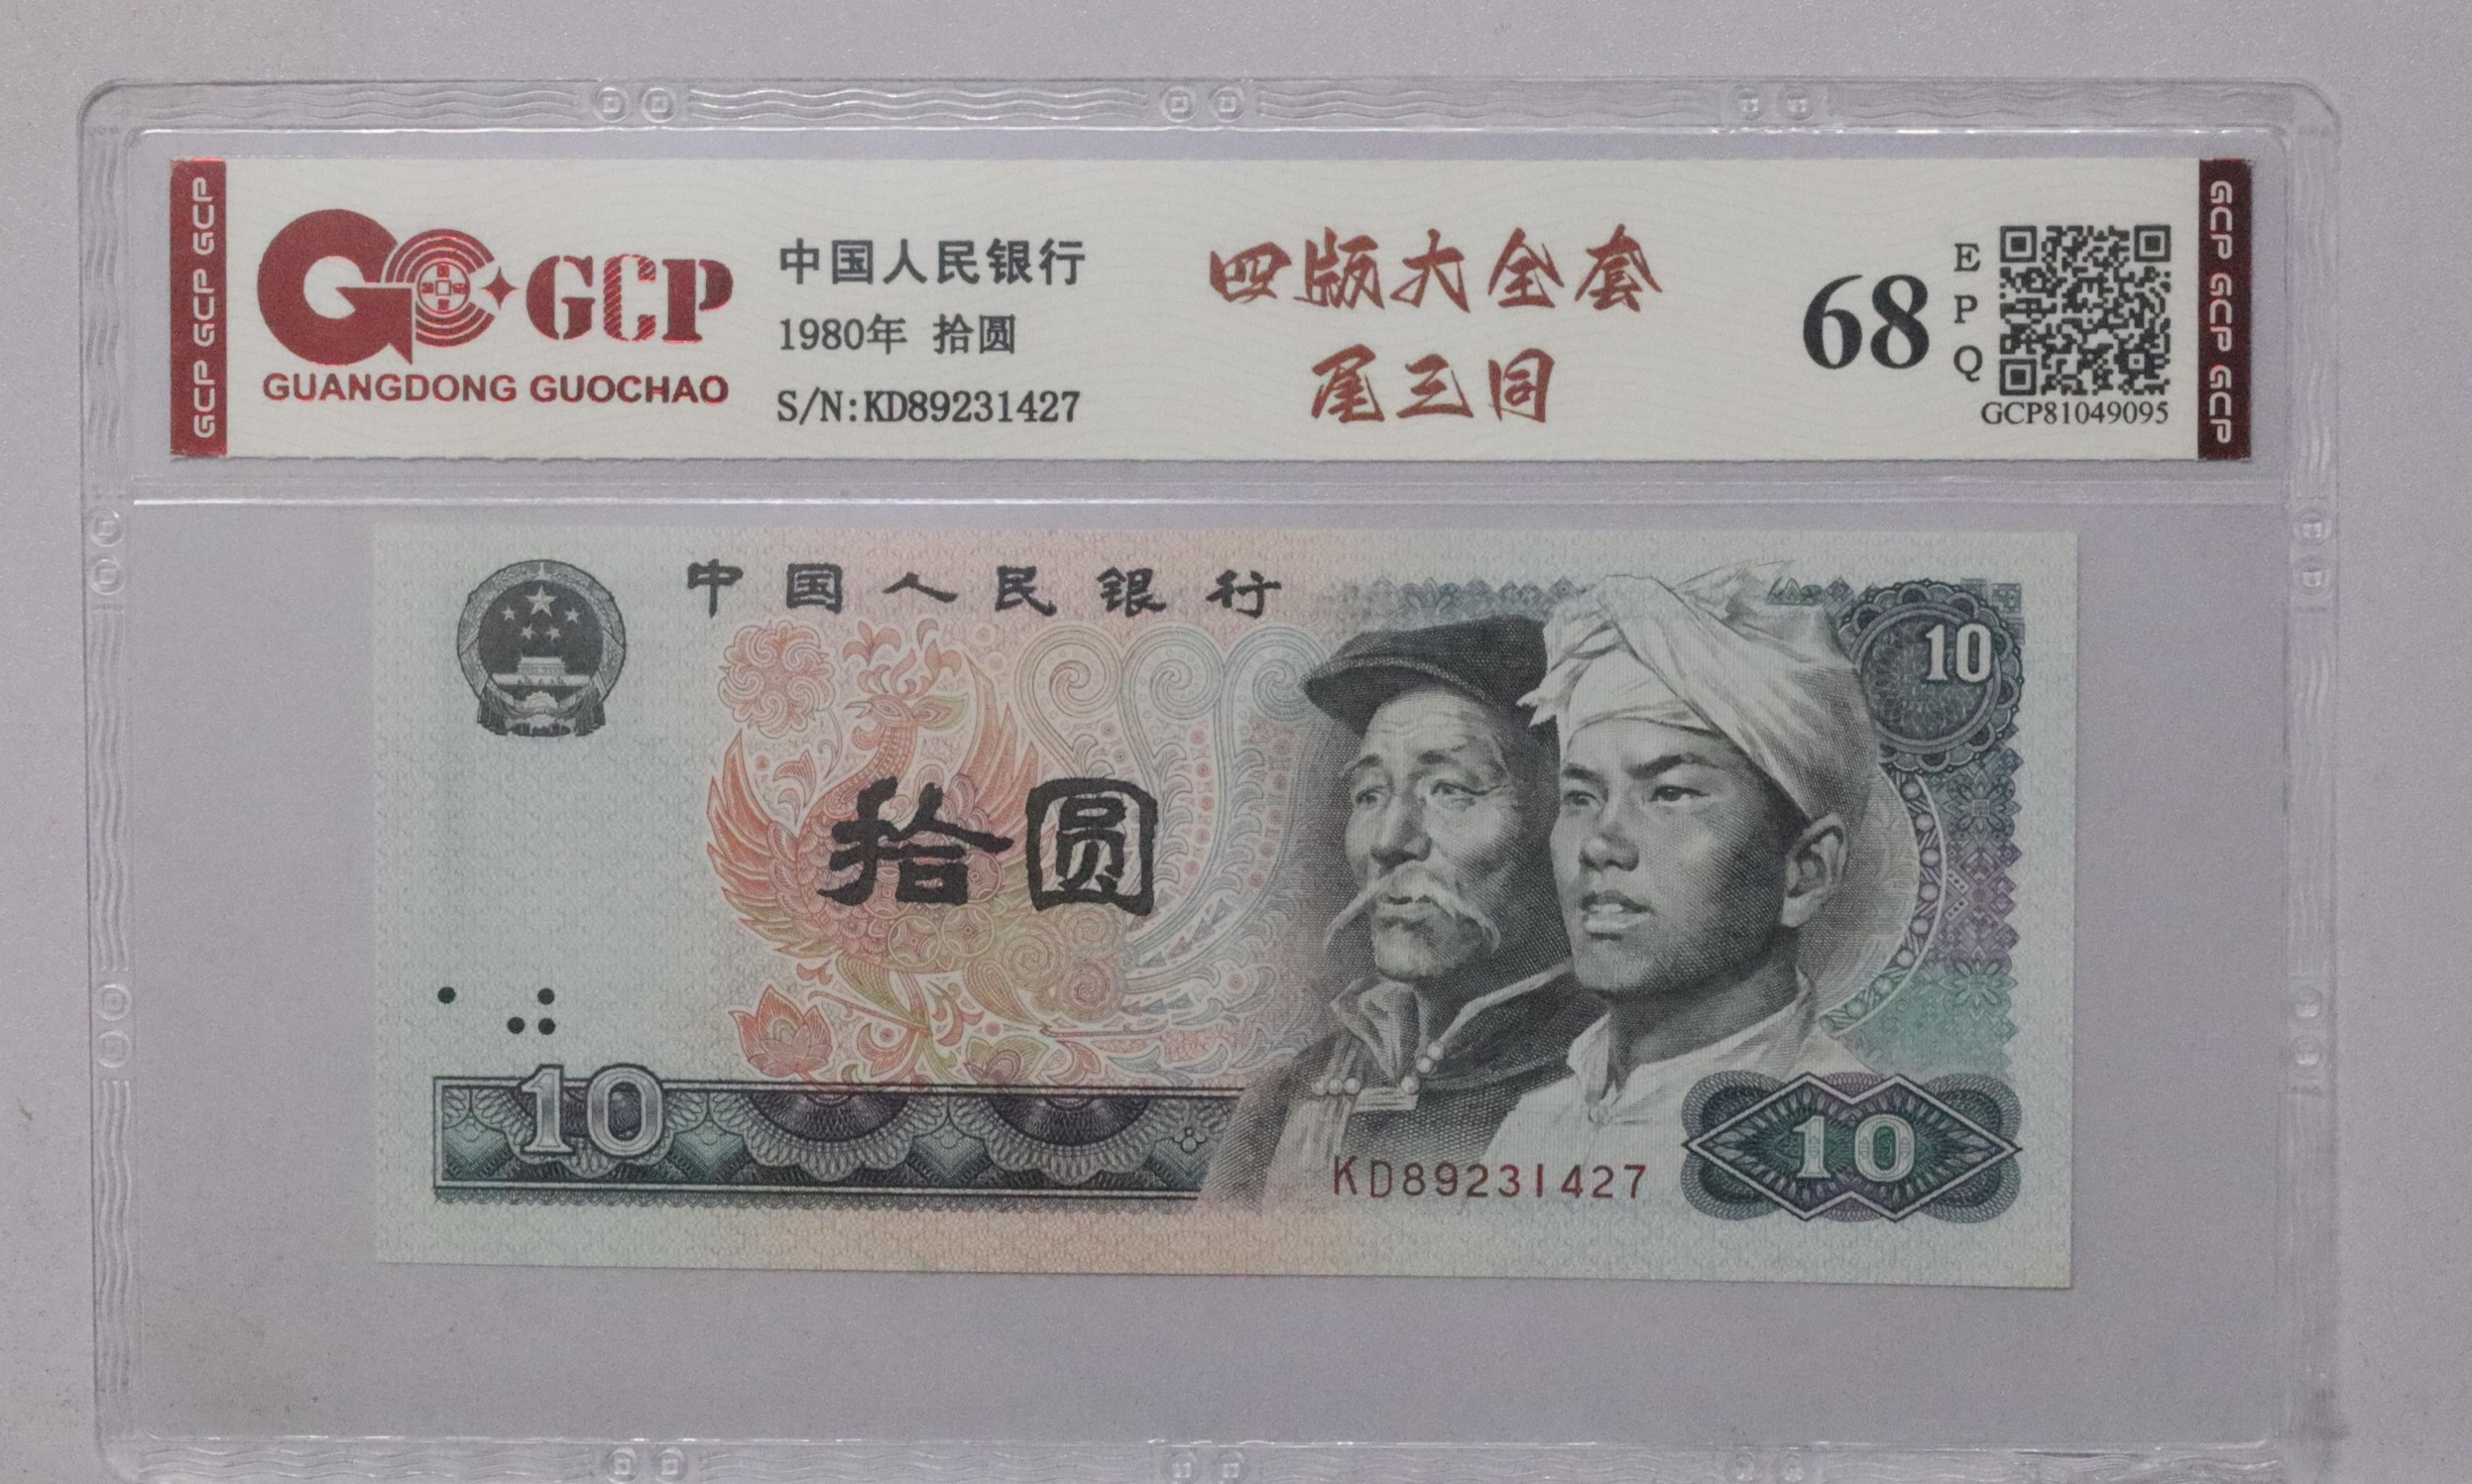 GCP GCP GCP
GCP
GUANGDONG GUOCHAO
中国人民银行
1980年 拾圆
S/N:KD89231427
四版大全套
尾三同
68
EPQ
GCP81049095
GCP GCP GCP
中国人民银行
10
拾圆
10
KD89231427
10